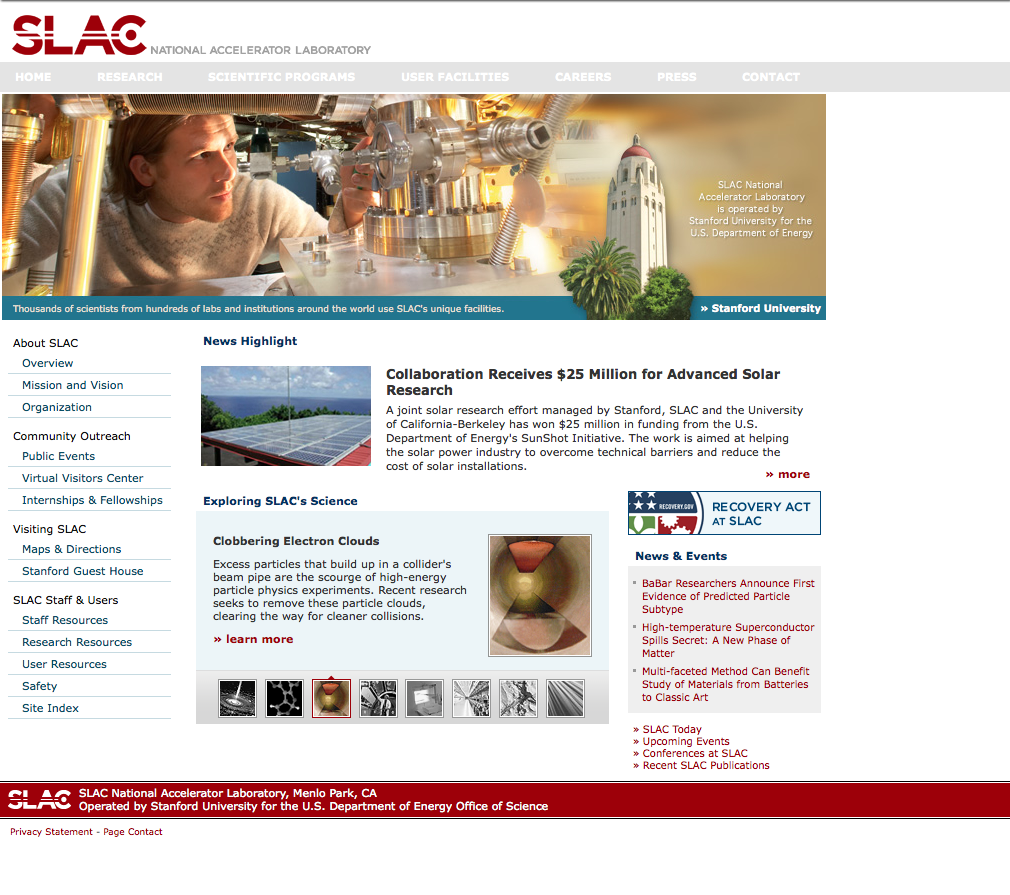 SLAC NATIONAL ACCELERATOR LABORATORY
HOME RESEARCH SCIENTIFIC PROGRAMS USER FACILITIES CAREERS PRESS CONTACT
SLAC National
Accelerator Laboratory
is operated by
Stanford University for the
U.S. Department of Energy
Thousands of scientists from hundreds of labs and institutions around the world use SLAC's unique facilities.
» Stanford University
About SLAC
Overview
Mission and Vision
Organization
Community Outreach
Public Events
Virtual Visitors Center
Internships & Fellowships
Visiting SLAC
Maps & Directions
Stanford Guest House
SLAC Staff & Users
Staff Resources
Research Resources
User Resources
Safety
Site Index
News Highlight
Collaboration Receives $25 Million for Advanced Solar
Research
A joint solar research effort managed by Stanford, SLAC and the University
of California-Berkeley has won $25 million in funding from the U.S.
Department of Energy's SunShot Initiative. The work is aimed at helping
the solar power industry to overcome technical barriers and reduce the
cost of solar installations.
» more
Exploring SLAC's Science
Clobbering Electron Clouds
Excess particles that build up in a collider's
beam pipe are the scourge of high-energy
particle physics experiments. Recent research
seeks to remove these particle clouds,
clearing the way for cleaner collisions.
» learn more
RECOVERY.GOV
RECOVERY ACT
AT SLAC
News & Events
BaBar Researchers Announce First
Evidence of Predicted Particle
Subtype
High-temperature Superconductor
Spills Secret: A New Phase of
Matter
Multi-faceted Method Can Benefit
Study of Materials from Batteries
to Classic Art
» SLAC Today
» Upcoming Events
» Conferences at SLAC
» Recent SLAC Publications
SLAC
SLAC National Accelerator Laboratory, Menlo Park, CA
Operated by Stanford University for the U.S. Department of Energy Office of Science
Privacy Statement - Page Contact